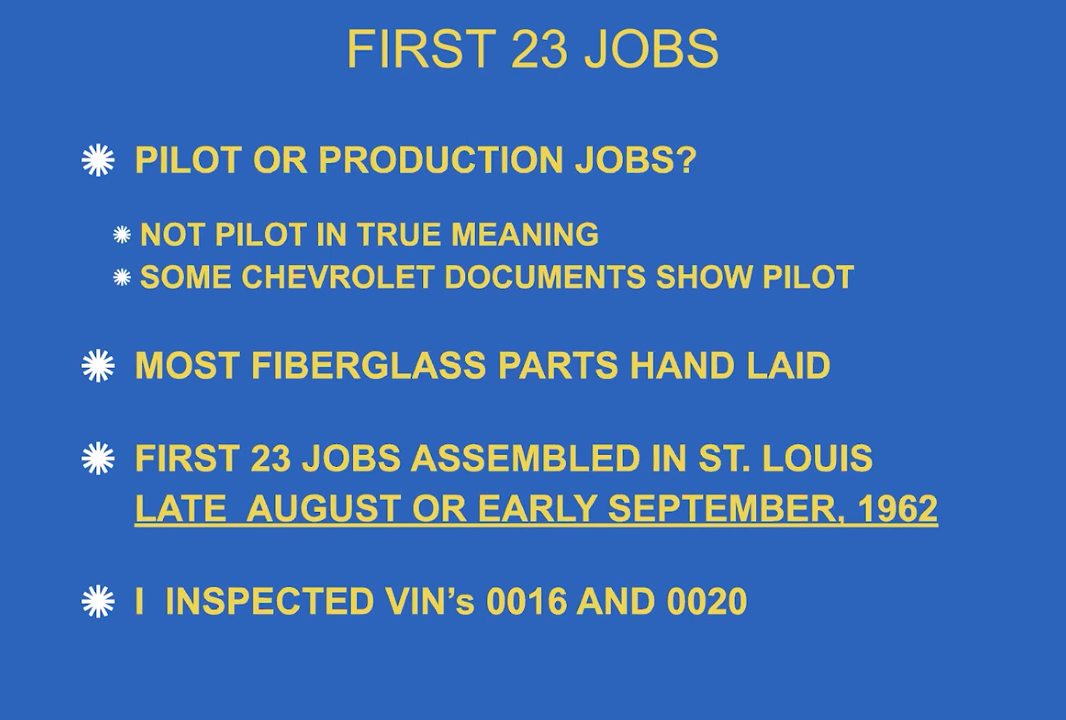 FIRST 23 JOBS
PILOT OR PRODUCTION JOBS?
NOT PILOT IN TRUE MEANING
SOME CHEVROLET DOCUMENTS SHOW PILOT
MOST FIBERGLASS PARTS HAND LAID
FIRST 23 JOBS ASSEMBLED IN ST. LOUIS
LATE  AUGUST OR EARLY SEPTEMBER, 1962
I  INSPECTED VIN’s 0016 AND 0020